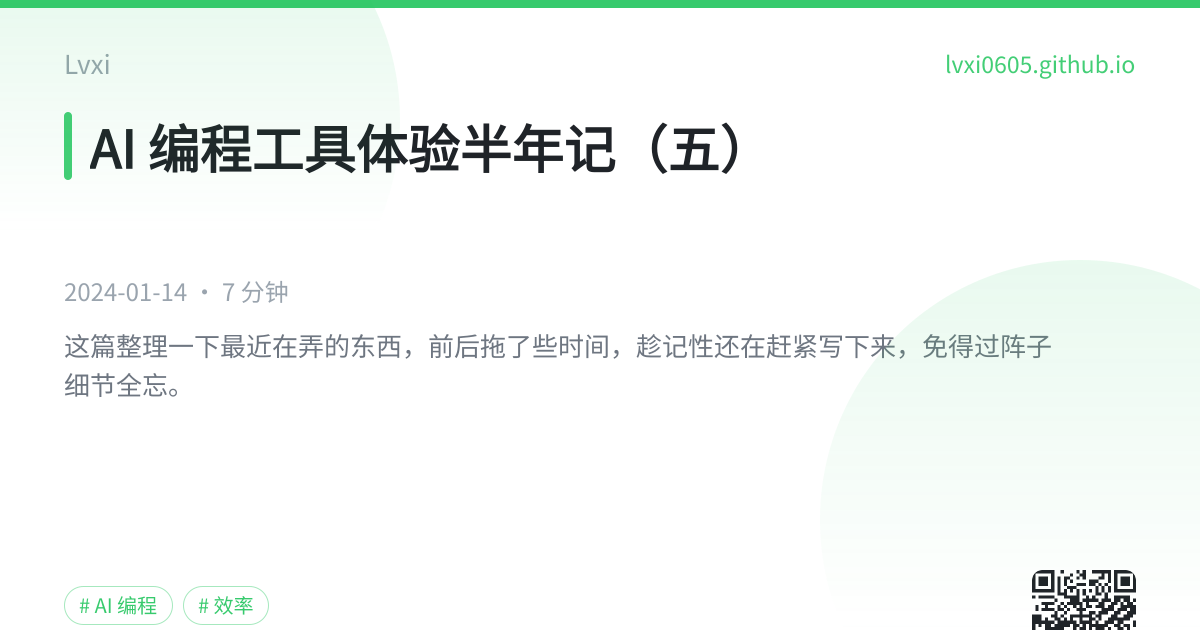 Lvxi
lvxi0605.github.io
AI 编程工具体验半年记（五）
2024-01-14 · 7 分钟
这篇整理一下最近在弄的东西，前后拖了些时间，趁记性还在赶紧写下来，免得过阵子
细节全忘。
# AI 编程
# 效率